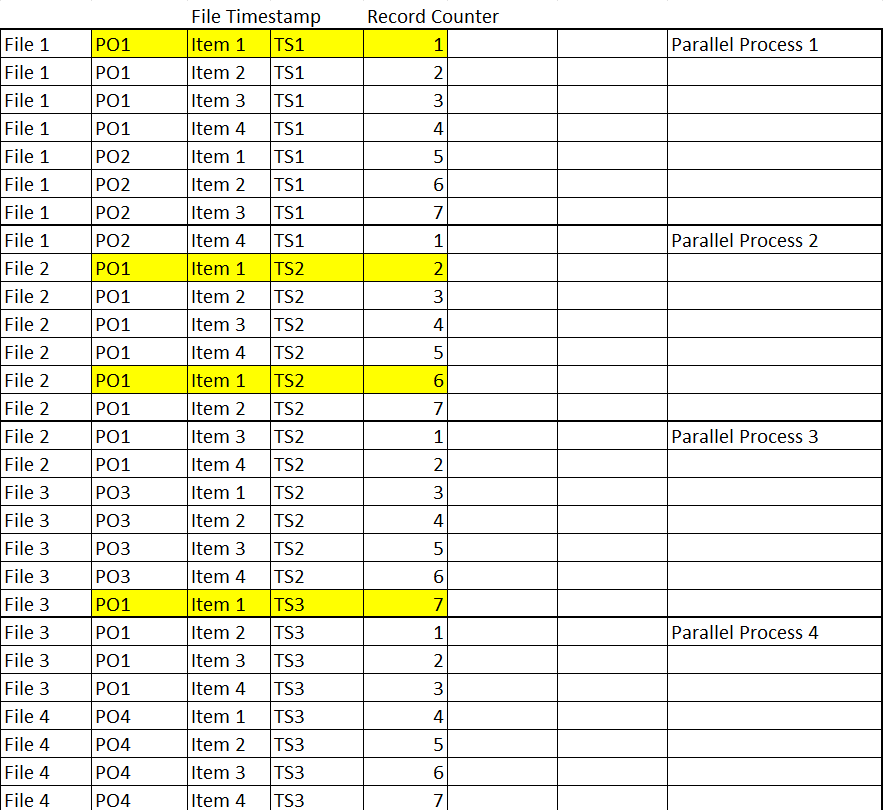 File Timestamp Record Counter
File 1 PO1 Item 1 TS1 1 Parallel Process 1
File 1 PO1 Item 2 TS1 2
File 1 PO1 Item 3 TS1 3
File 1 PO1 Item 4 TS1 4
File 1 PO2 Item 1 TS1 5
File 1 PO2 Item 2 TS1 6
File 1 PO2 Item 3 TS1 7
File 1 PO2 Item 4 TS1 1 Parallel Process 2
File 2 PO1 Item 1 TS2 2
File 2 PO1 Item 2 TS2 3
File 2 PO1 Item 3 TS2 4
File 2 PO1 Item 4 TS2 5
File 2 PO1 Item 1 TS2 6
File 2 PO1 Item 2 TS2 7
File 2 PO1 Item 3 TS2 1 Parallel Process 3
File 2 PO1 Item 4 TS2 2
File 3 PO3 Item 1 TS2 3
File 3 PO3 Item 2 TS2 4
File 3 PO3 Item 3 TS2 5
File 3 PO3 Item 4 TS2 6
File 3 PO1 Item 1 TS3 7
File 3 PO1 Item 2 TS3 1 Parallel Process 4
File 3 PO1 Item 3 TS3 2
File 3 PO1 Item 4 TS3 3
File 4 PO4 Item 1 TS3 4
File 4 PO4 Item 2 TS3 5
File 4 PO4 Item 3 TS3 6
File 4 PO4 Item 4 TS3 7